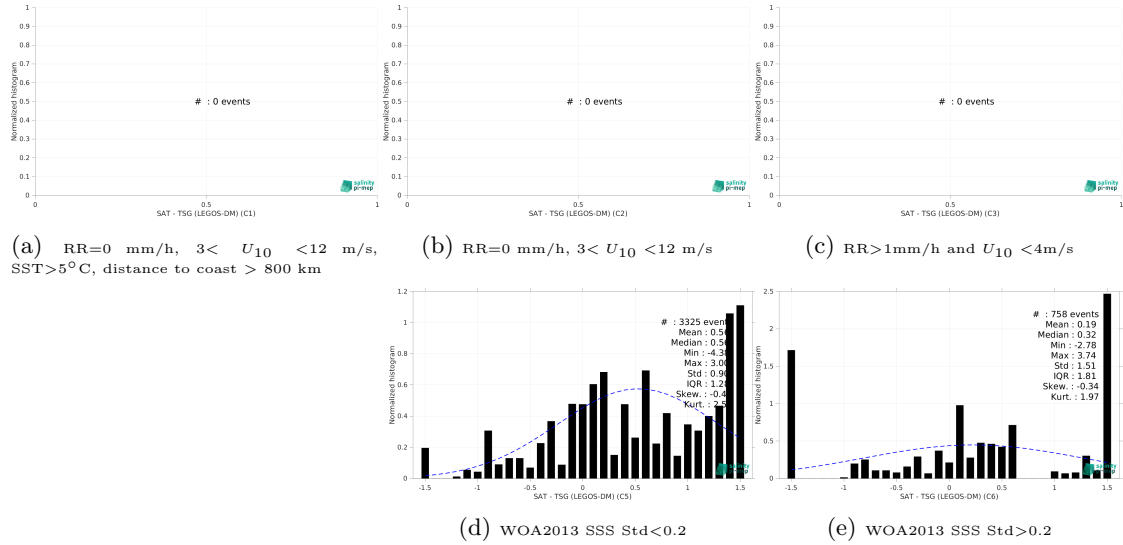 1
0.9
0.8
0.7
0.6
0.5
0.4
0.3
0.2
0.1
0
Normalized histogram
# : 0 events
salinity
pi-mep
0 0.5 1
SAT - TSG (LEGOS-DM) (C1)
1
0.9
0.8
0.7
0.6
0.5
0.4
0.3
0.2
0.1
0
Normalized histogram
# : 0 events
salinity
pi-mep
0 0.5 1
SAT - TSG (LEGOS-DM) (C2)
1
0.9
0.8
0.7
0.6
0.5
0.4
0.3
0.2
0.1
0
Normalized histogram
# : 0 events
salinity
pi-mep
0 0.5 1
SAT - TSG (LEGOS-DM) (C3)
(a) RR=0 mm/h, 3< U10 <12 m/s,
SST>5°C, distance to coast > 800 km
(b) RR=0 mm/h, 3< U10 <12 m/s
(c) RR>1mm/h and U10 <4m/s
1.2
1
0.8
0.6
0.4
0.2
0
Normalized histogram
# : 3325 event
Mean :
Median :
Min :
Max :
Std :
IQR :
Skew. :
Kurt. :
-1.5 -1 -0.5 0 0.5 1 1.5
SAT - TSG (LEGOS-DM) (C5)
2.5
2
1.5
1
0.5
0
Normalized histogram
# : 758 events
Mean : 0.19
Median : 0.32
Min : -2.78
Max : 3.74
Std : 1.51
IQR : 1.81
Skew. : -0.34
Kurt. : 1.97
-1.5 -1 -0.5 0 0.5 1 1.5
SAT - TSG (LEGOS-DM) (C6)
(d) WOA2013 SSS Std<0.2
(e) WOA2013 SSS Std>0.2